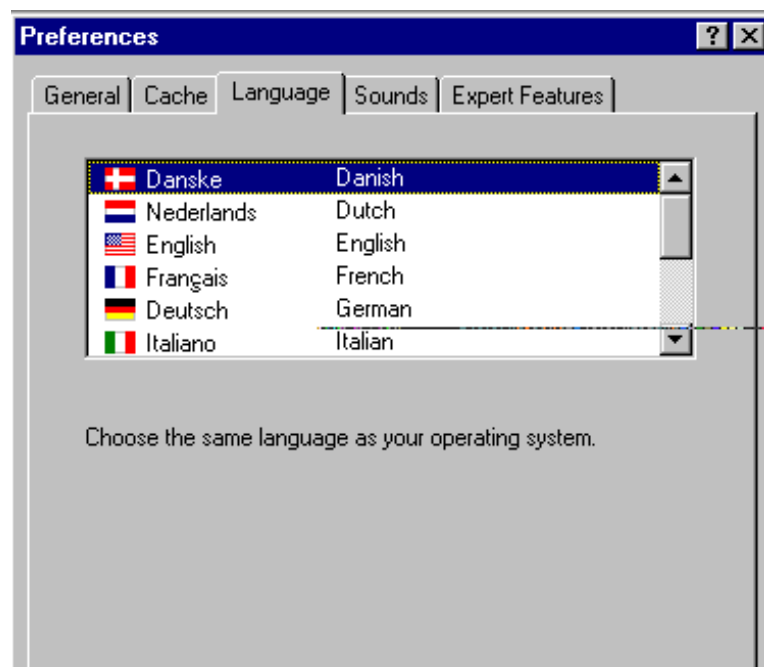 Preferences
General Cache Language Sounds Expert Features
Danske Danish
Nederlands Dutch
English English
Français French
Deutsch German
Italiano Italian
Choose the same language as your operating system.